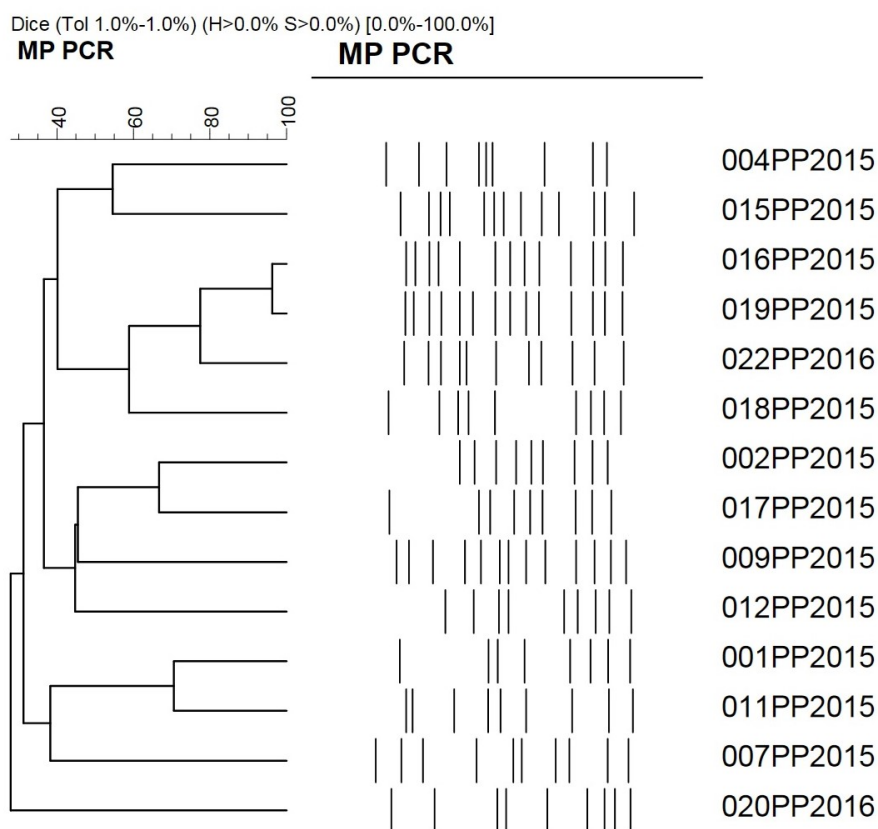 Dice (Tol 1.0%-1.0%) (H>0.0% S>0.0%) [0.0%-100.0%]
MP PCR MP PCR
40 60 80 100
004PP2015
015PP2015
016PP2015
019PP2015
022PP2016
018PP2015
002PP2015
017PP2015
009PP2015
012PP2015
001PP2015
011PP2015
007PP2015
020PP2016